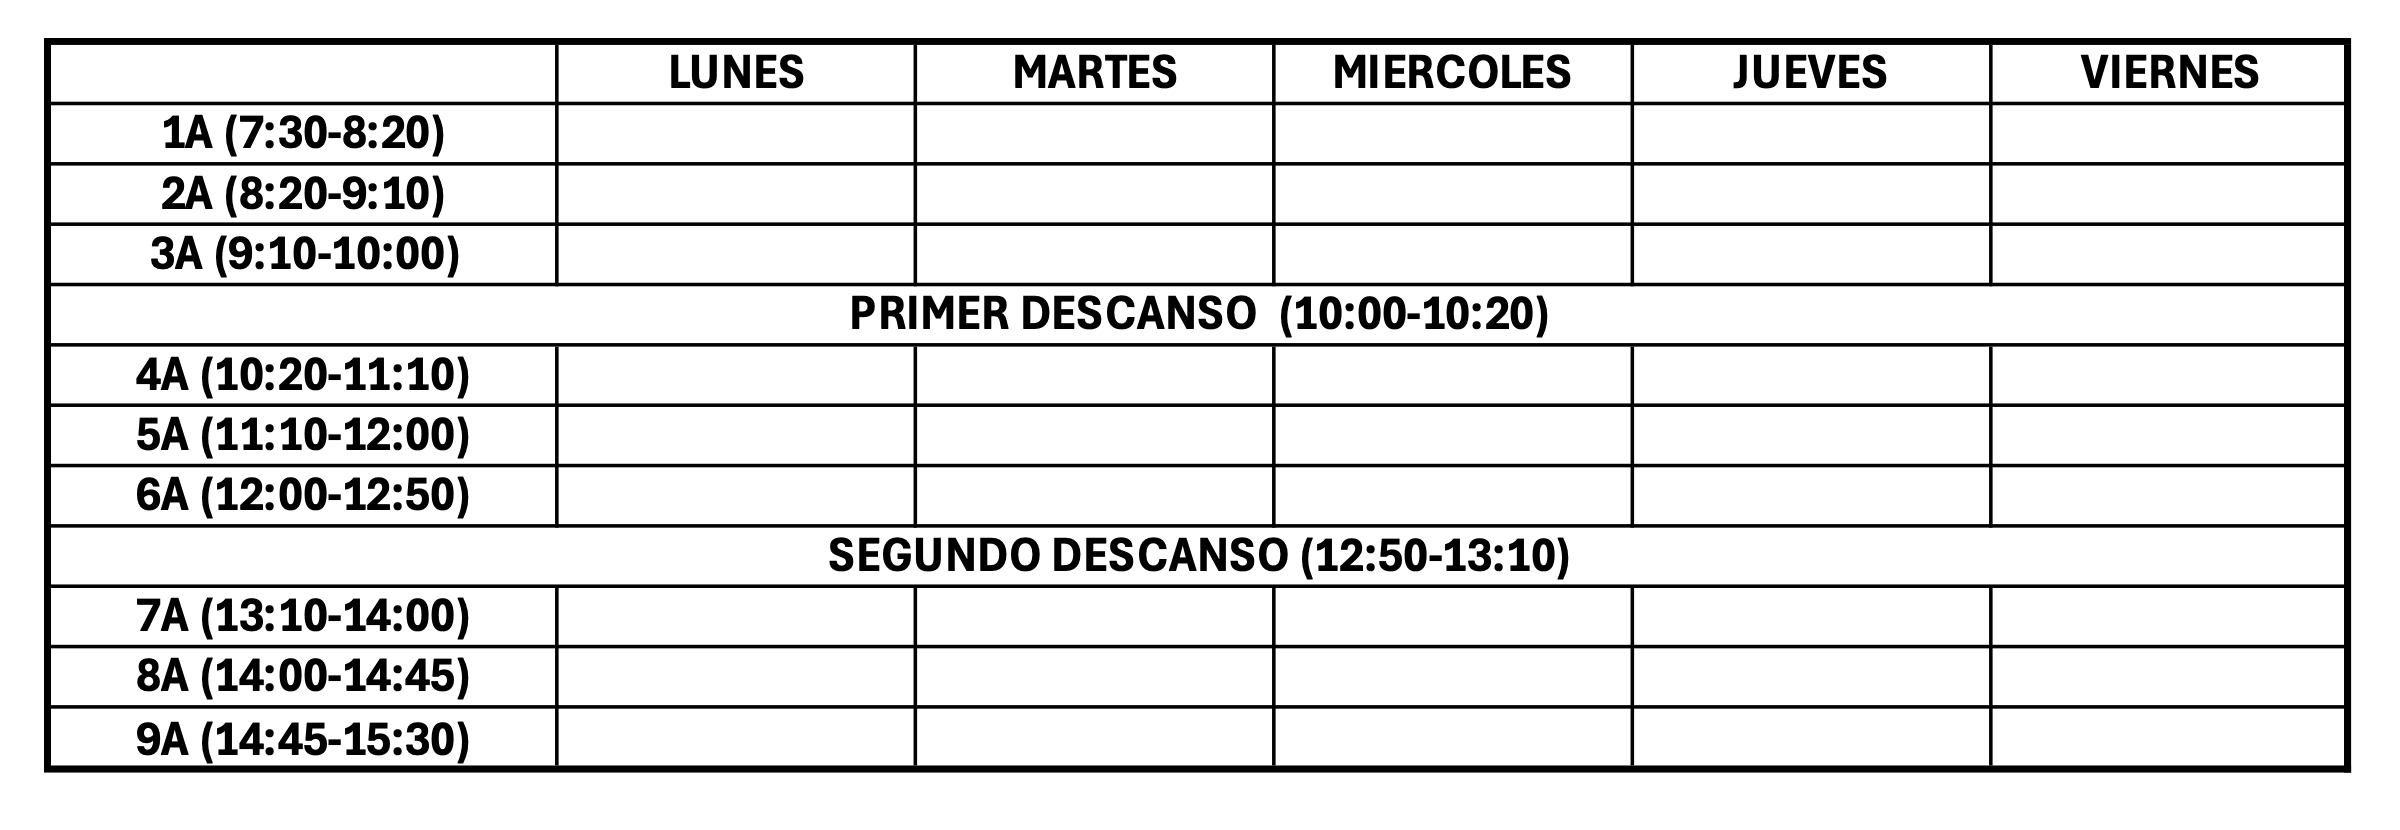 LUNES MARTES MIERCOLES JUEVES VIERNES
1A (7:30-8:20)
2A (8:20-9:10)
3A (9:10-10:00)
PRIMER DESCANSO  (10:00-10:20)
4A (10:20-11:10)
5A (11:10-12:00)
6A (12:00-12:50)
SEGUNDO DESCANSO (12:50-13:10)
7A (13:10-14:00)
8A (14:00-14:45)
9A (14:45-15:30)